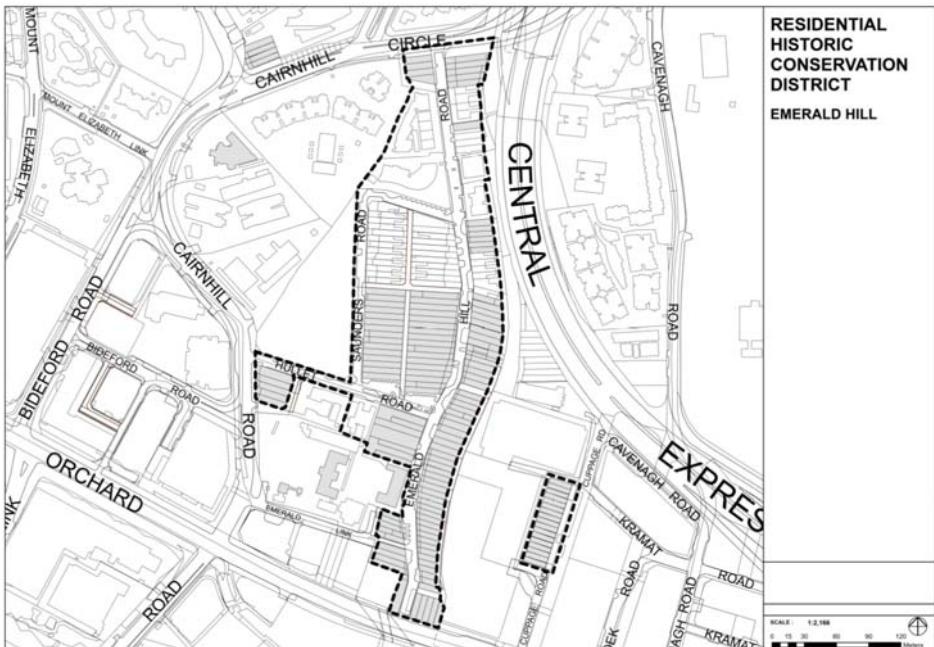 RESIDENTIAL
HISTORIC
CONSERVATION
DISTRICT
EMERALD HILL
MOUNT
ELIZABETH
MOUNT ELIZABETH LINK
CAIRNHILL
CIRCLE
ROAD
CAVENAGH
ROAD
CENTRAL
EXPRES
CAIRNHILL
ROAD
BIDEFORD
ROAD
BIDEFORD
ROAD
SAUNDERS
ROAD
HILL
HULLET
ROAD
EMERALD
EMERALD
LINK
ORCHARD
ROAD
CUPPAGE RD
CUPPAGE ROAD
CAVENAGH ROAD
KRAMAT
ROAD
ROAD
KRAMAT
SCALE : 1:2,166
0 15 30 60 90 120
Meters